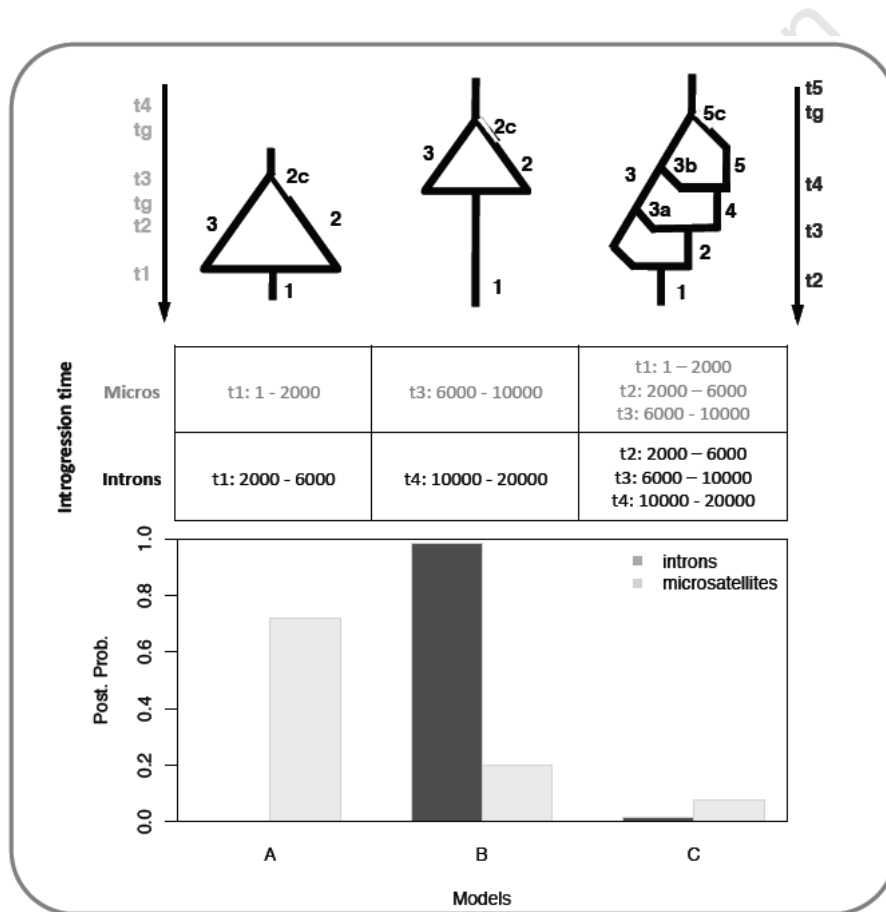 t4
tg
t3
tg
t2
t1
2c
3
2
1
2c
3
2
1
5c
3b
5
3
3a
4
2
1
t5
tg
t4
t3
t2
Introgression time
Micros
t1: 1 - 2000
t3: 6000 - 10000
t1: 1 – 2000
t2: 2000 – 6000
t3: 6000 - 10000
Introns
t1: 2000 - 6000
t4: 10000 - 20000
t2: 2000 – 6000
t3: 6000 – 10000
t4: 10000 - 20000
Post. Prob.
1.0
0.8
0.6
0.4
0.2
0.0
introns
microsatellites
A B C
Models